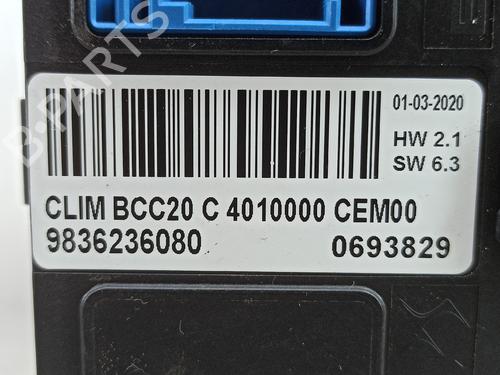 B-PARTS
01-03-2020
HW 2.1
SW 6.3
CLIM BCC20 C 4010000 CEM00
9836236080 0693829